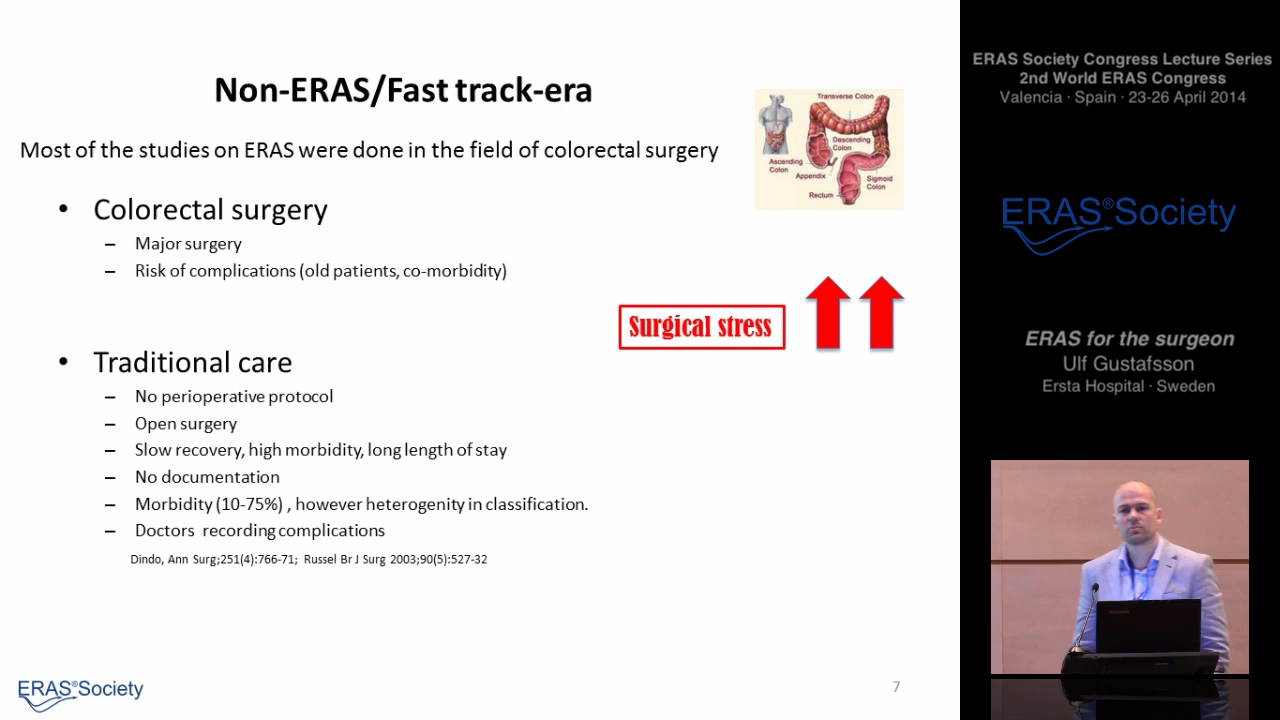 Non-ERAS/Fast track-era
Most of the studies on ERAS were done in the field of colorectal surgery
• Colorectal surgery
– Major surgery
– Risk of complications (old patients, co-morbidity)
Transverse Colon
Descending
Colon
Ascending
Colon
Appendix
Sigmoid
Colon
Rectum
Surgical stress
• Traditional care
– No perioperative protocol
– Open surgery
– Slow recovery, high morbidity, long length of stay
– No documentation
– Morbidity (10-75%) , however heterogenity in classification.
– Doctors recording complications
Dindo, Ann Surg;251(4):766-71; Russel Br J Surg 2003;90(5):527-32
ERAS®Society
7
ERAS Society Congress Lecture Series
2nd World ERAS Congress
Valencia · Spain · 23-26 April 2014
ERAS®Society
ERAS for the surgeon
Ulf Gustafsson
Ersta Hospital · Sweden